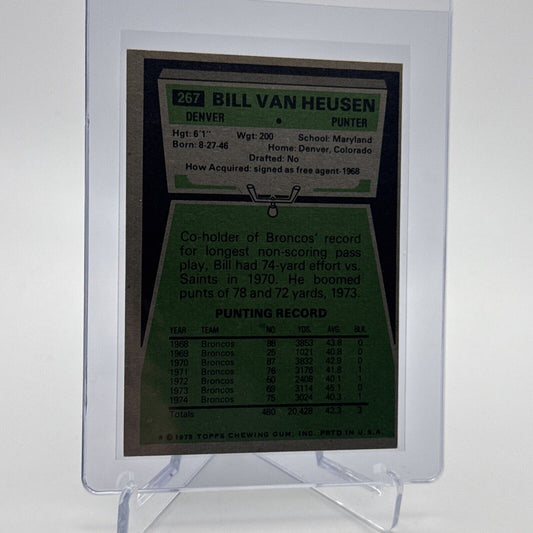 267 BILL VAN HEUSEN
DENVER • PUNTER
Hgt: 6'1" Wgt: 200 School: Maryland
Born: 8-27-46 Home: Denver, Colorado
Drafted: No
How Acquired: signed as free agent-1968
Co-holder of Broncos' record
for longest non-scoring pass
play, Bill had 74-yard effort vs.
Saints in 1970. He boomed
punts of 78 and 72 yards, 1973.
PUNTING RECORD
YEAR TEAM NO. YDS. AVG. BLK.
1968 Broncos 88 3853 43.8 0
1969 Broncos 25 1021 40.8 0
1970 Broncos 87 3832 42.9 0
1971 Broncos 76 3176 41.8 1
1972 Broncos 60 2408 40.1 1
1973 Broncos 69 3114 45.1 0
1974 Broncos 75 3024 40.3 1
Totals 480 20,428 42.3 3
© 1975 TOPPS CHEWING GUM, INC. PRTD IN U.S.A.